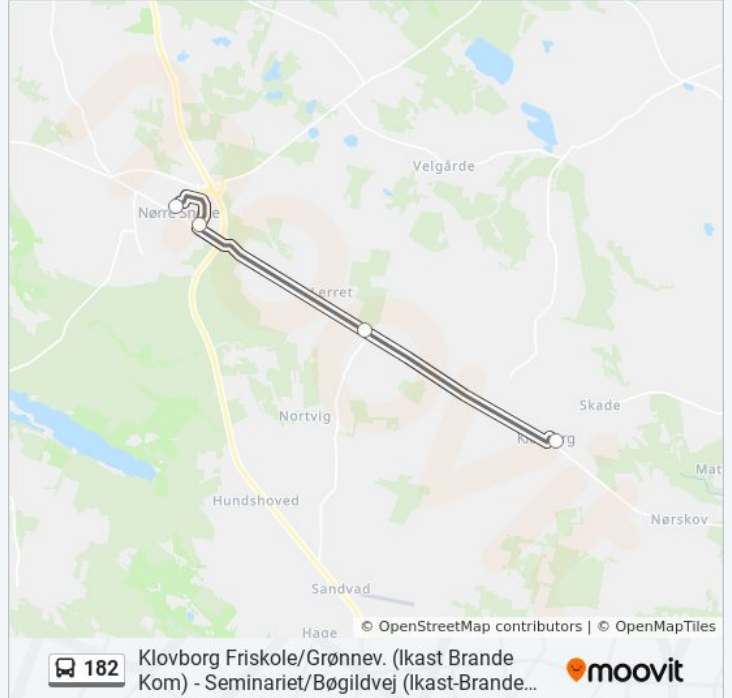 Velgårde
Nørre Snede
Lerret
Skade
Nortvig
Klovborg
Mat
Hundshoved
Nørskov
Sandvad
Hage
© OpenStreetMap contributors | © OpenMapTiles
182
Klovborg Friskole/Grønnev. (Ikast Brande
Kom) - Seminariet/Bøgildvej (Ikast-Brande…
moovit